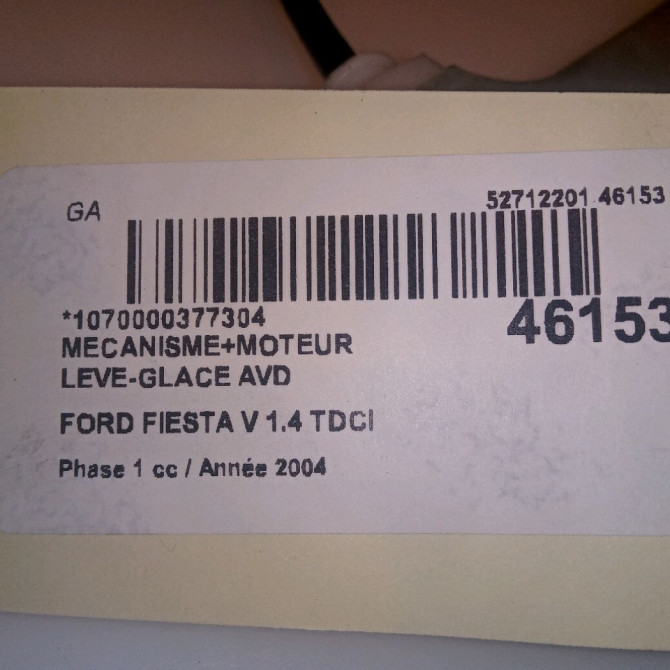 GA
52712201 46153
*1070000377304
46153
MECANISME+MOTEUR
LEVE-GLACE AVD
FORD FIESTA V 1.4 TDCI
Phase 1 cc / Année 2004